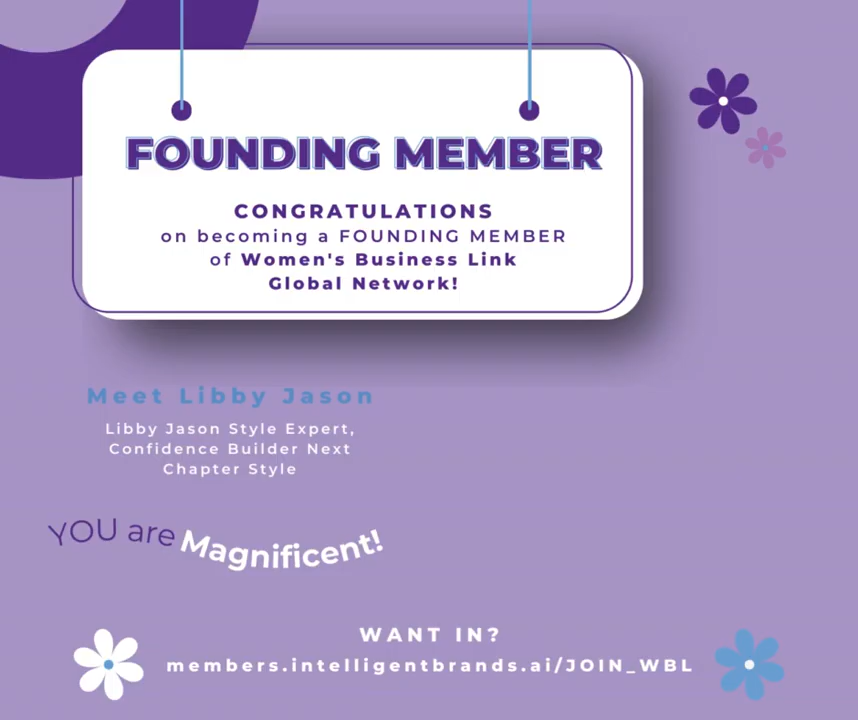 FOUNDING MEMBER
CONGRATULATIONS
on becoming a FOUNDING MEMBER
of Women's Business Link
Global Network!
Meet Libby Jason
Libby Jason Style Expert,
Confidence Builder Next
Chapter Style
YOU are Magnificent!
WANT IN?
members.intelligentbrands.ai/JOIN_WBL